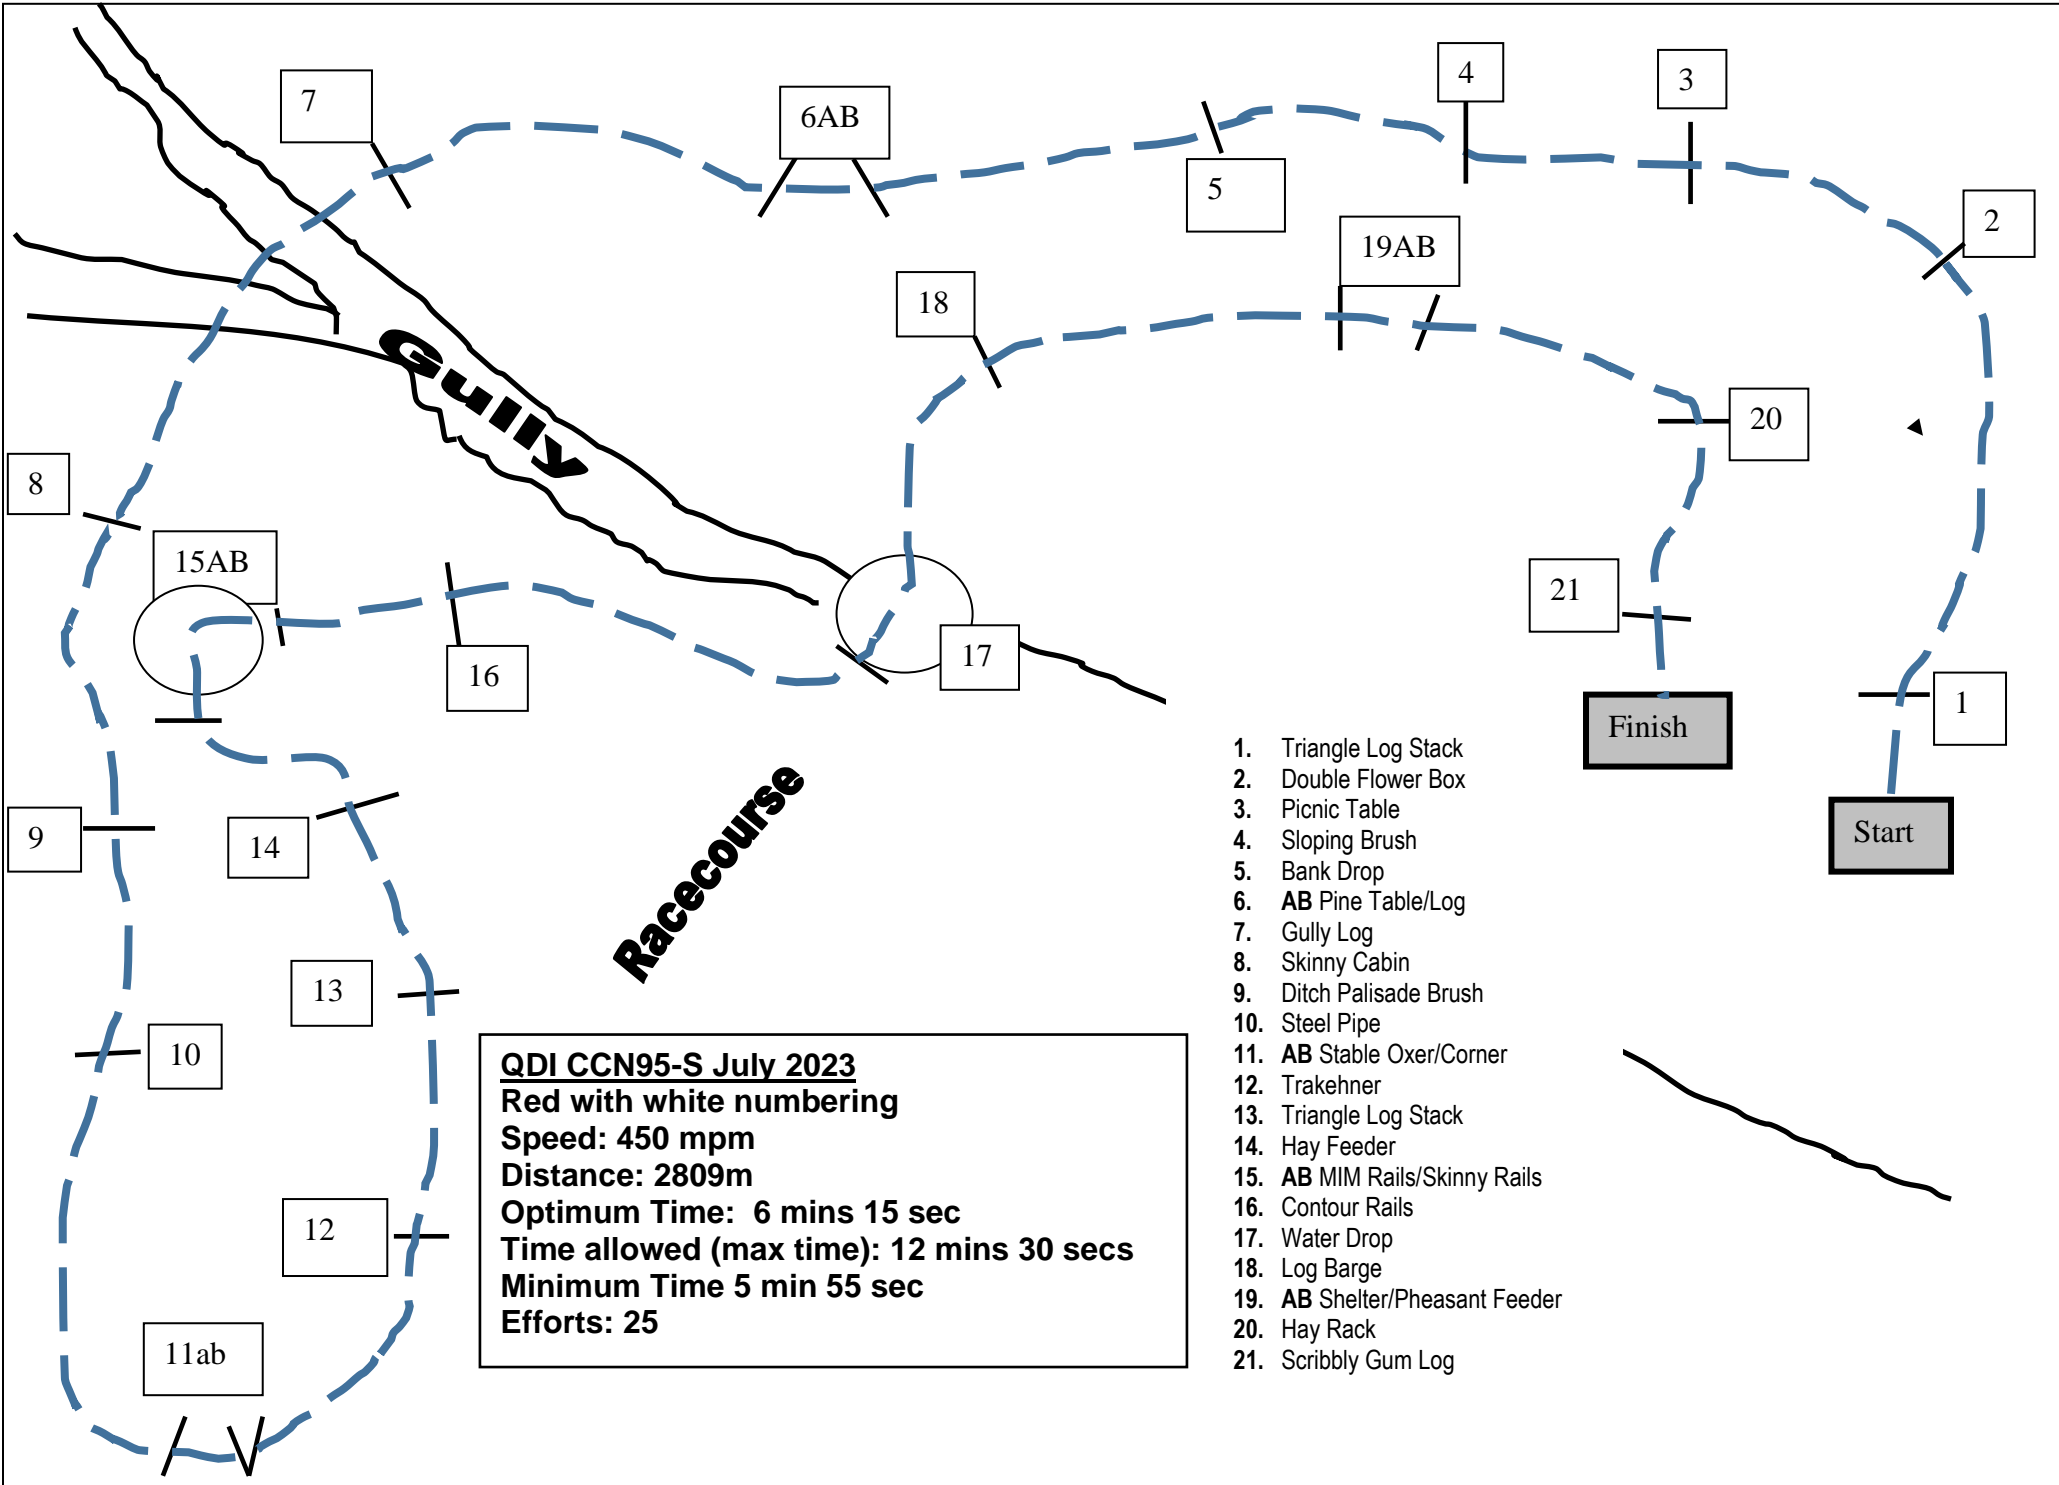 7
6AB
4
3
5
2
19AB
18
20
8
15AB
21
16
17
1
Gully
Finish
Start
9
14
13
10
12
11ab
Racecourse
QDI CCN95-S July 2023
Red with white numbering
Speed: 450 mpm
Distance: 2809m
Optimum Time:  6 mins 15 sec
Time allowed (max time): 12 mins 30 secs
Minimum Time 5 min 55 sec
Efforts: 25
1. Triangle Log Stack
2. Double Flower Box
3. Picnic Table
4. Sloping Brush
5. Bank Drop
6. AB Pine Table/Log
7. Gully Log
8. Skinny Cabin
9. Ditch Palisade Brush
10. Steel Pipe
11. AB Stable Oxer/Corner
12. Trakehner
13. Triangle Log Stack
14. Hay Feeder
15. AB MIM Rails/Skinny Rails
16. Contour Rails
17. Water Drop
18. Log Barge
19. AB Shelter/Pheasant Feeder
20. Hay Rack
21. Scribbly Gum Log